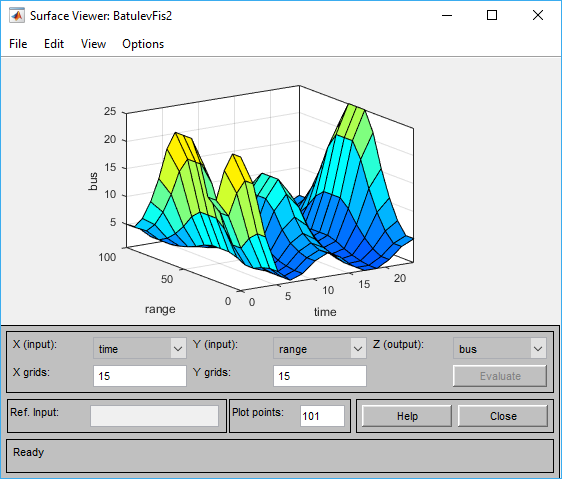 Surface Viewer: BatulevFis2
File Edit View Options
25
20
15
10
5
bus
100
50
0
range
0
5
10
15
20
time
X (input): time Y (input): range Z (output): bus
X grids: 15 Y grids: 15 Evaluate
Ref. Input: Plot points: 101 Help Close
Ready